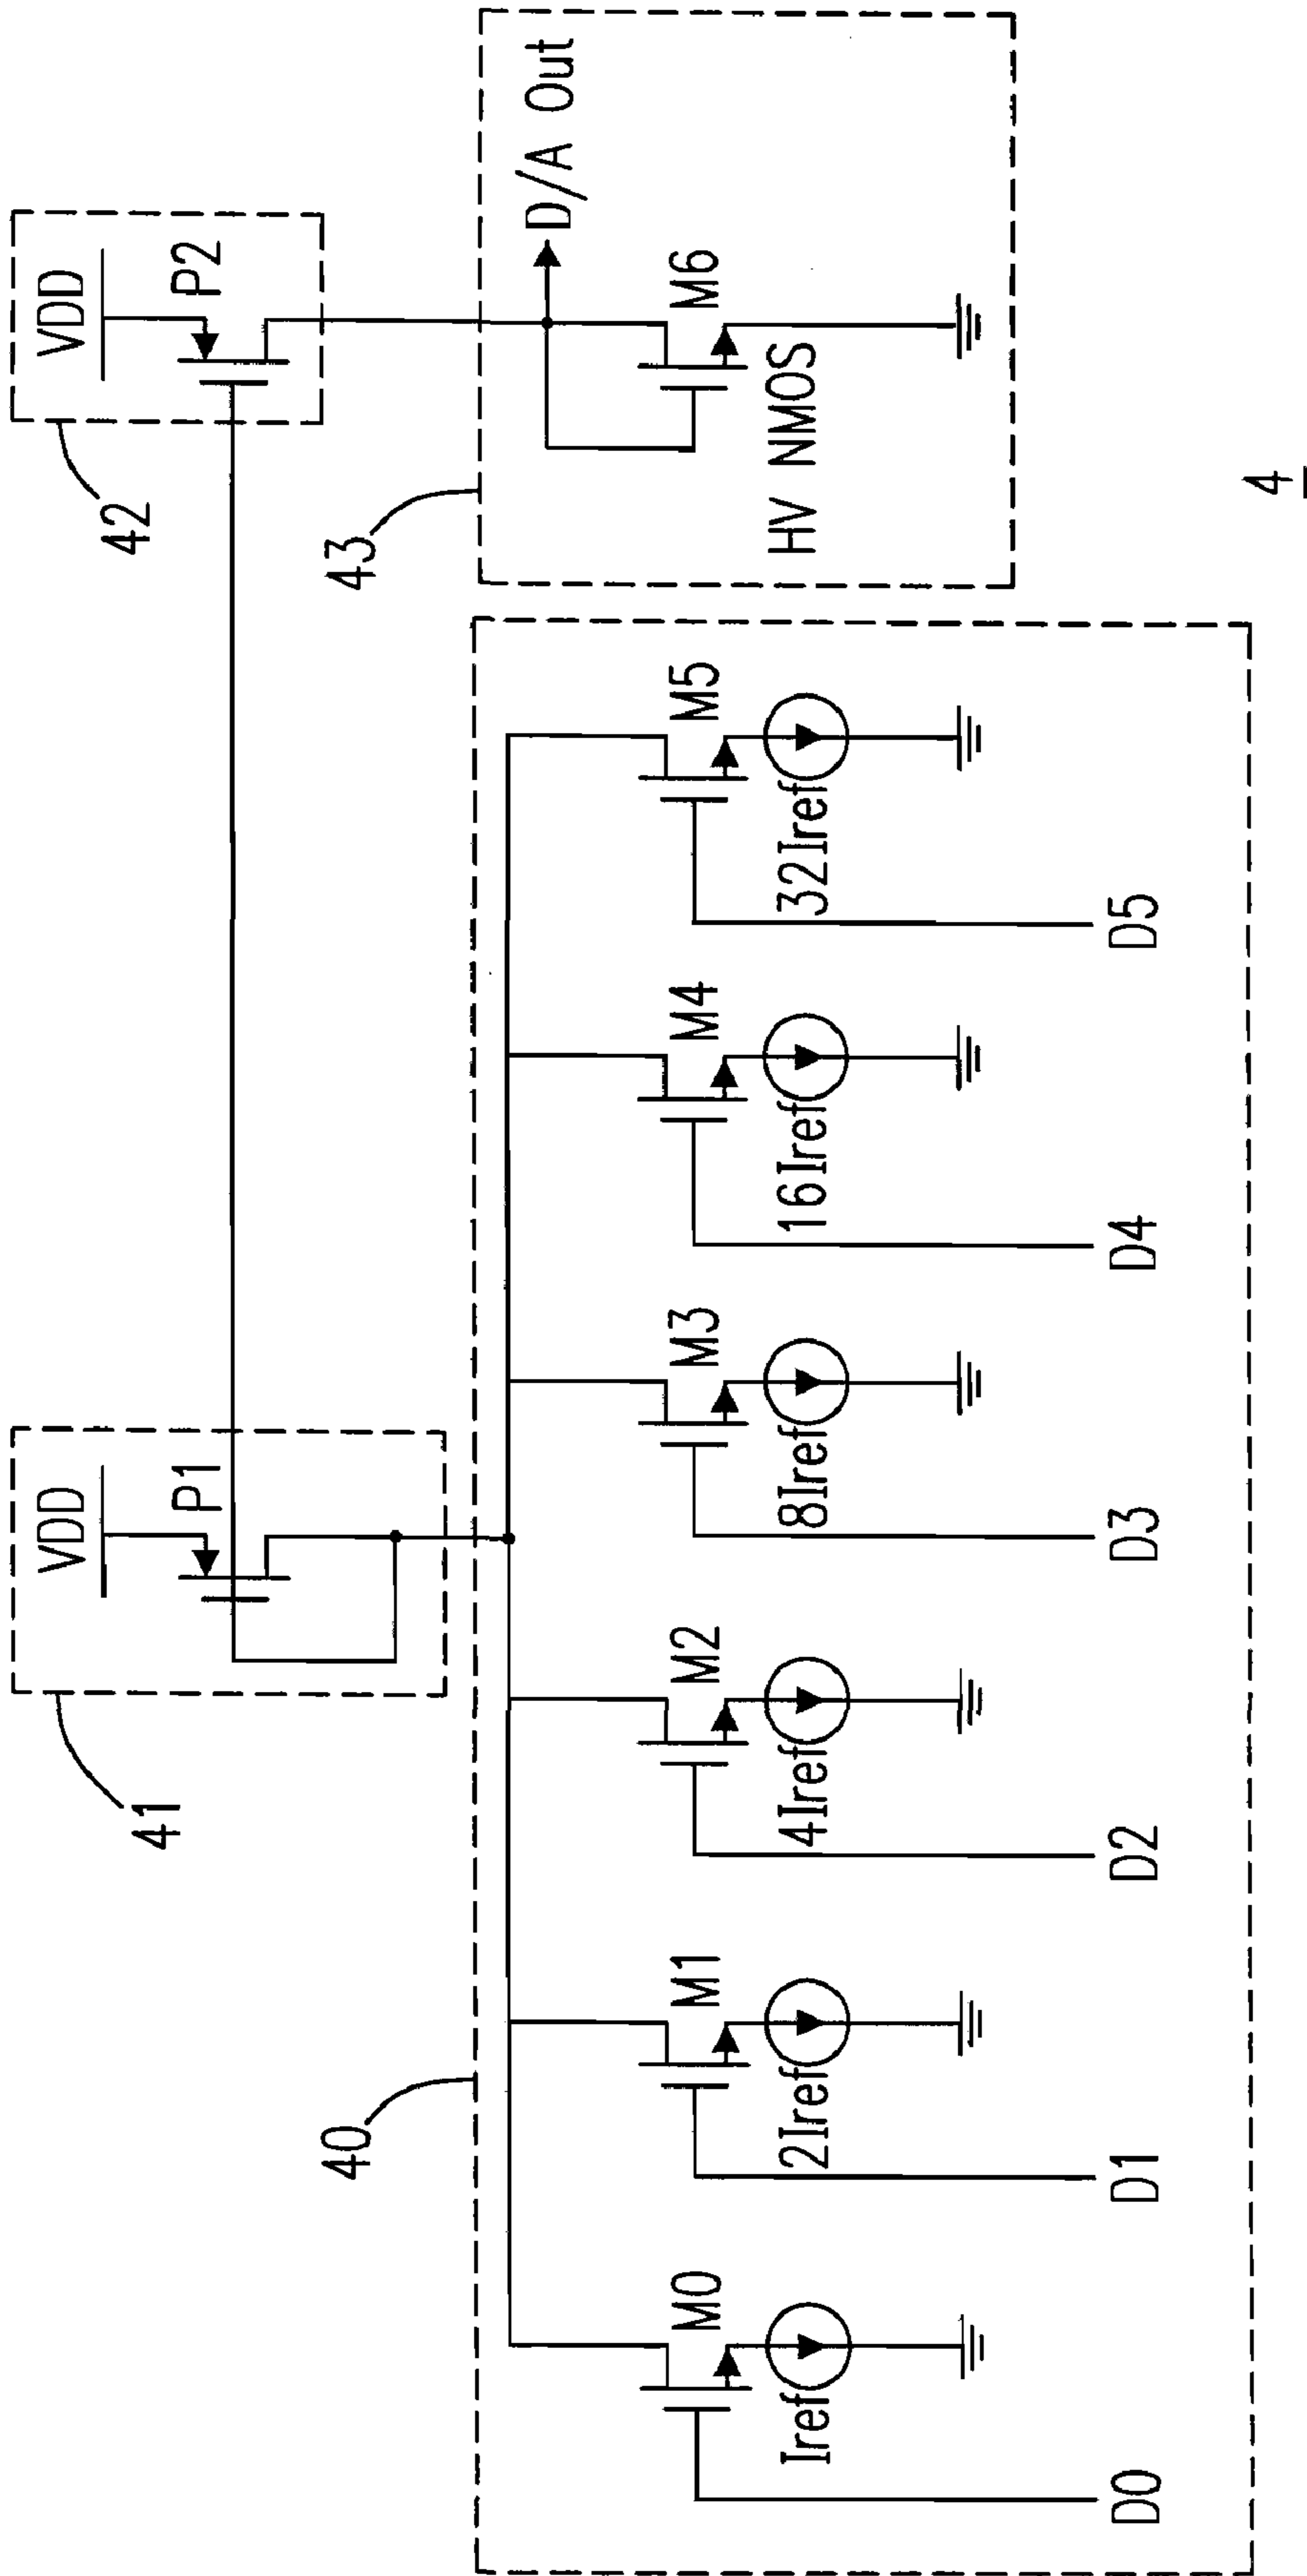 VDD
P1
41
VDD
P2
42
40
43
D/A Out
M0
M1
M2
M3
M4
M5
M6
Iref
2Iref
4Iref
8Iref
16Iref
32Iref
HV NMOS
D0
D1
D2
D3
D4
D5
4